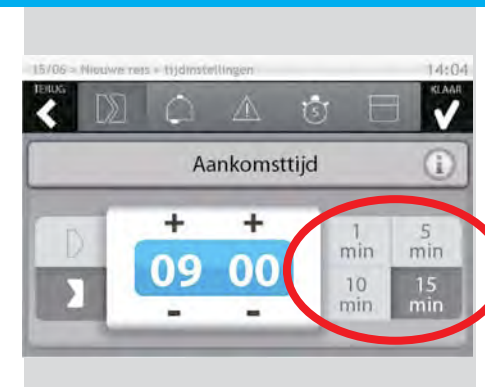 15/06 > Nieuwe reis > tijdinstellingen 14:04
TERUG KLAAR
Aankomsttijd i
+ +
09 00
- -
1 min 5 min
10 min 15 min